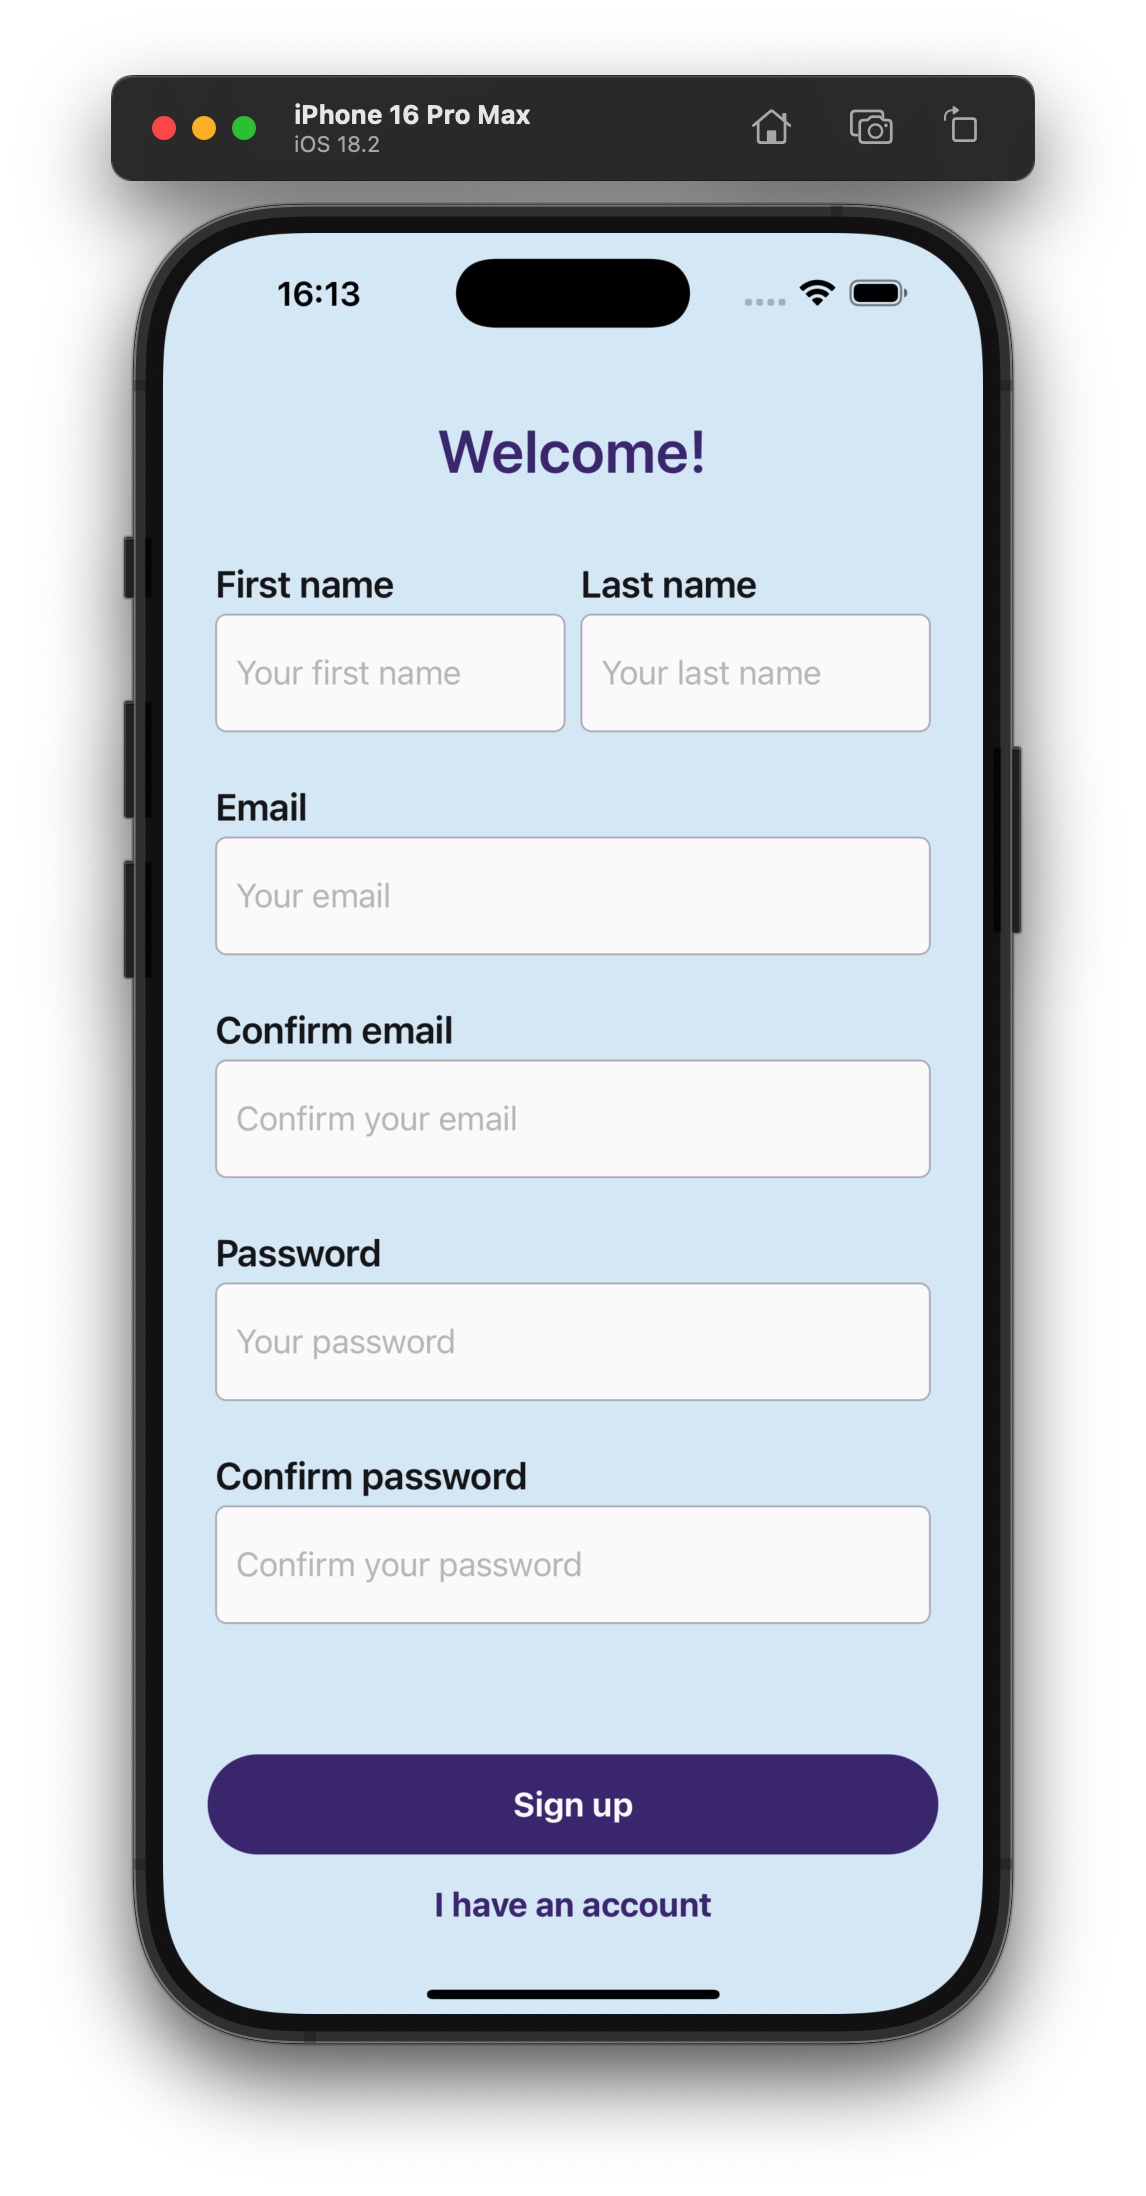 iPhone 16 Pro Max
iOS 18.2
16:13
Welcome!
First name Last name
Your first name Your last name
Email
Your email
Confirm email
Confirm your email
Password
Your password
Confirm password
Confirm your password
Sign up
I have an account